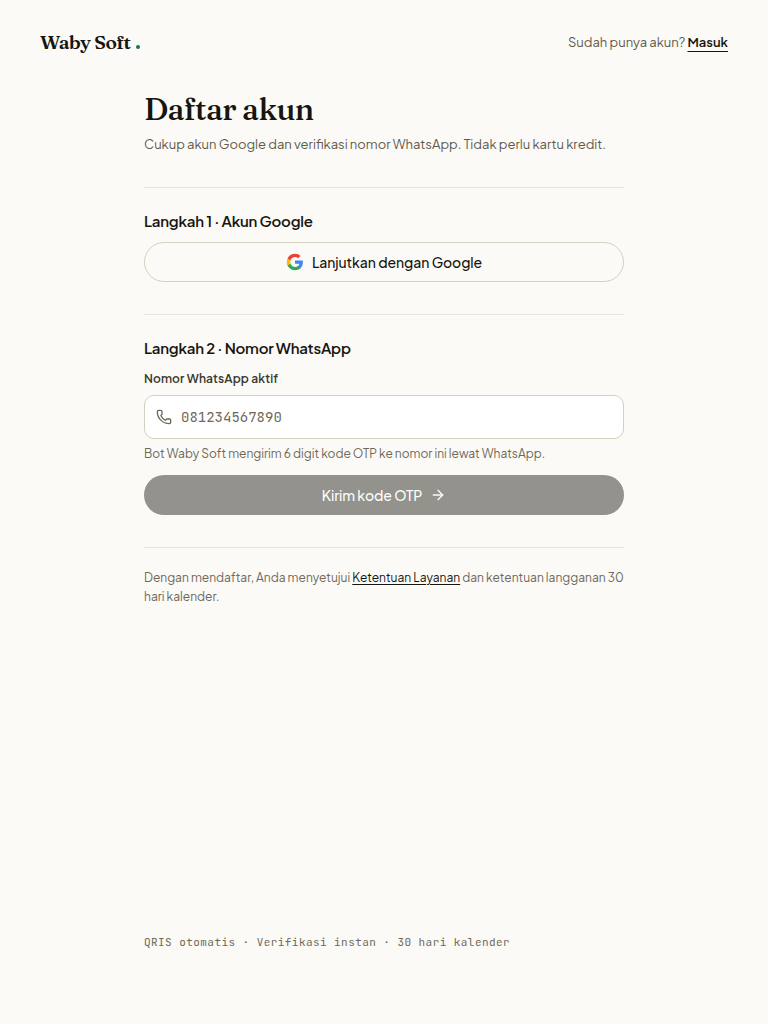 Waby Soft .
Sudah punya akun? Masuk
Daftar akun
Cukup akun Google dan verifikasi nomor WhatsApp. Tidak perlu kartu kredit.
Langkah 1 · Akun Google
Lanjutkan dengan Google
Langkah 2 · Nomor WhatsApp
Nomor WhatsApp aktif
081234567890
Bot Waby Soft mengirim 6 digit kode OTP ke nomor ini lewat WhatsApp.
Kirim kode OTP →
Dengan mendaftar, Anda menyetujui Ketentuan Layanan dan ketentuan langganan 30
hari kalender.
QRIS otomatis · Verifikasi instan · 30 hari kalender